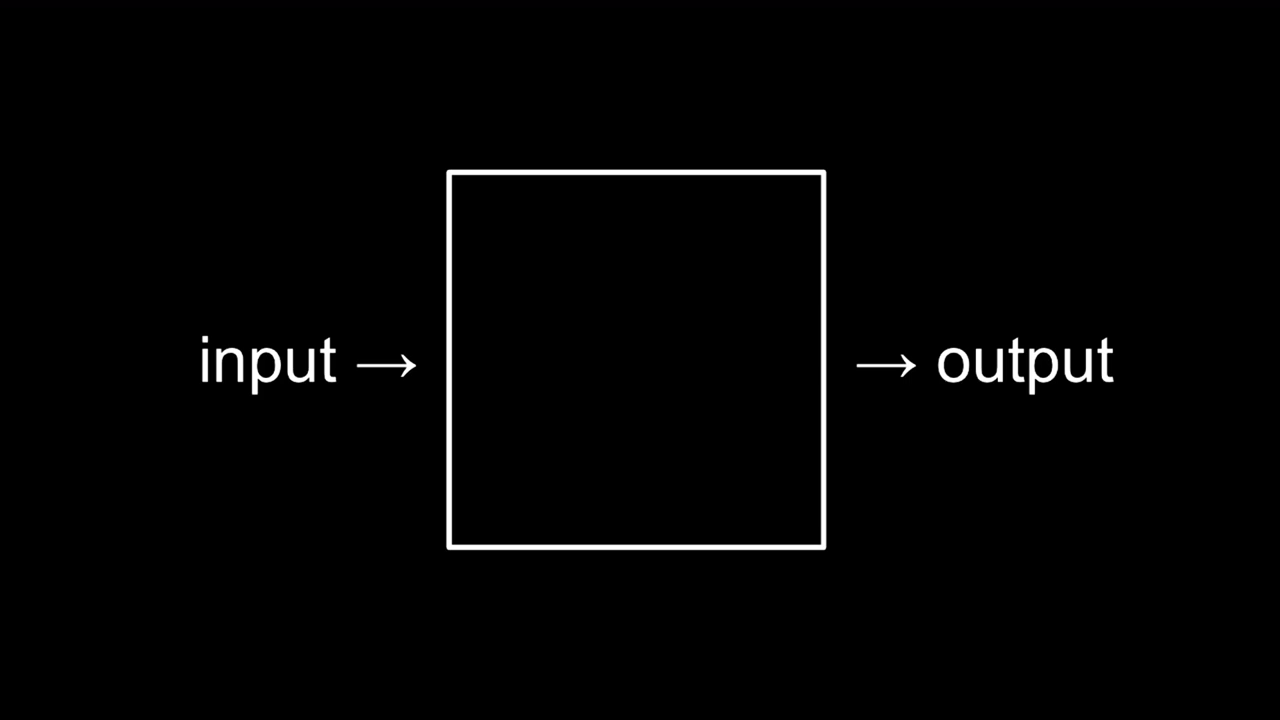 input → → output